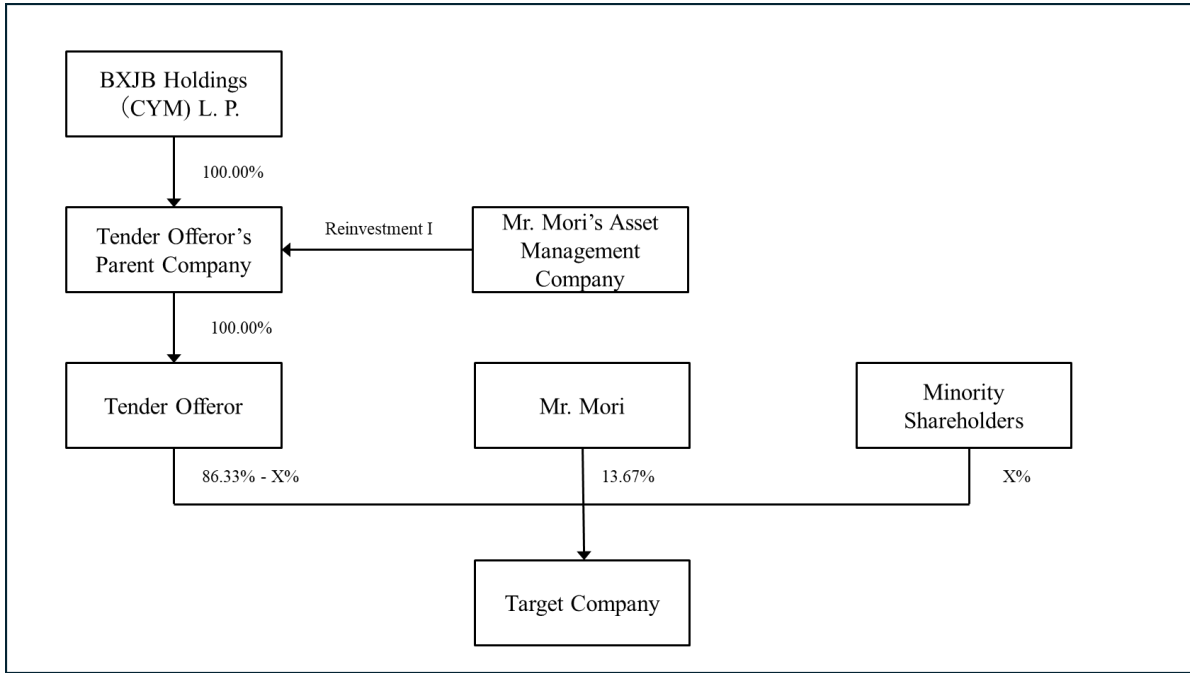 BXJB Holdings
（CYM) L. P.
100.00%
Tender Offeror’s
Parent Company
Reinvestment I
Mr. Mori’s Asset
Management
Company
100.00%
Tender Offeror
Mr. Mori
Minority
Shareholders
86.33% - X%
13.67%
X%
Target Company